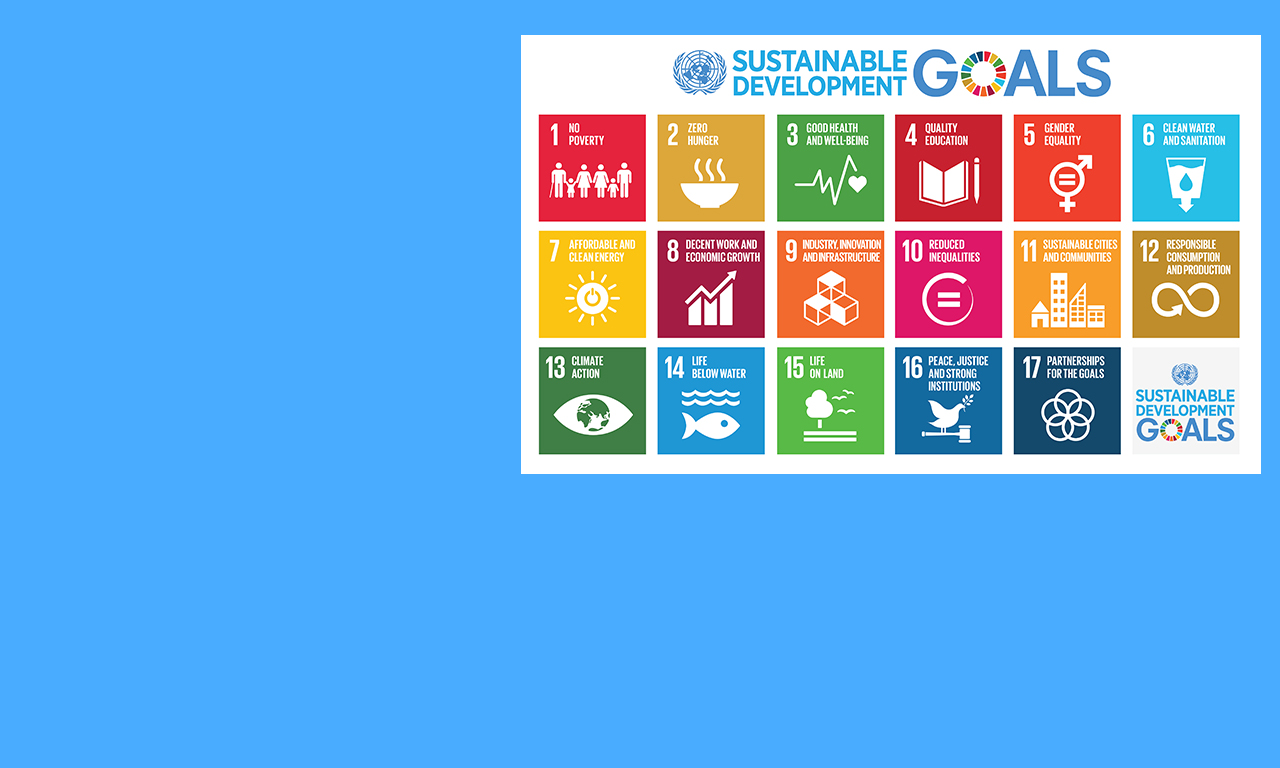 SUSTAINABLE
DEVELOPMENT
GOALS
1 NO
POVERTY
2 ZERO
HUNGER
3 GOOD HEALTH
AND WELL-BEING
4 QUALITY
EDUCATION
5 GENDER
EQUALITY
6 CLEAN WATER
AND SANITATION
7 AFFORDABLE AND
CLEAN ENERGY
8 DECENT WORK AND
ECONOMIC GROWTH
9 INDUSTRY, INNOVATION
AND INFRASTRUCTURE
10 REDUCED
INEQUALITIES
11 SUSTAINABLE CITIES
AND COMMUNITIES
12 RESPONSIBLE
CONSUMPTION
AND PRODUCTION
13 CLIMATE
ACTION
14 LIFE
BELOW WATER
15 LIFE
ON LAND
16 PEACE, JUSTICE
AND STRONG
INSTITUTIONS
17 PARTNERSHIPS
FOR THE GOALS
SUSTAINABLE
DEVELOPMENT
GOALS